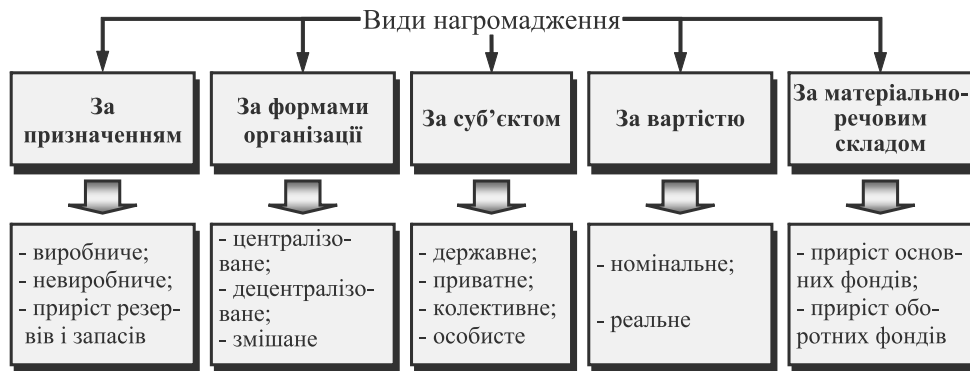 Види нагромадження
За
призначенням
За формами
організації
За суб’єктом
За вартістю
За матеріально-
речовим
складом
- виробниче;
- невиробниче;
- приріст резер-
вів і запасів
- централізо-
ване;
- децентралізо-
ване;
- змішане
- державне;
- приватне;
- колективне;
- особисте
- номінальне;
- реальне
- приріст основ-
них фондів;
- приріст обо-
ротних фондів